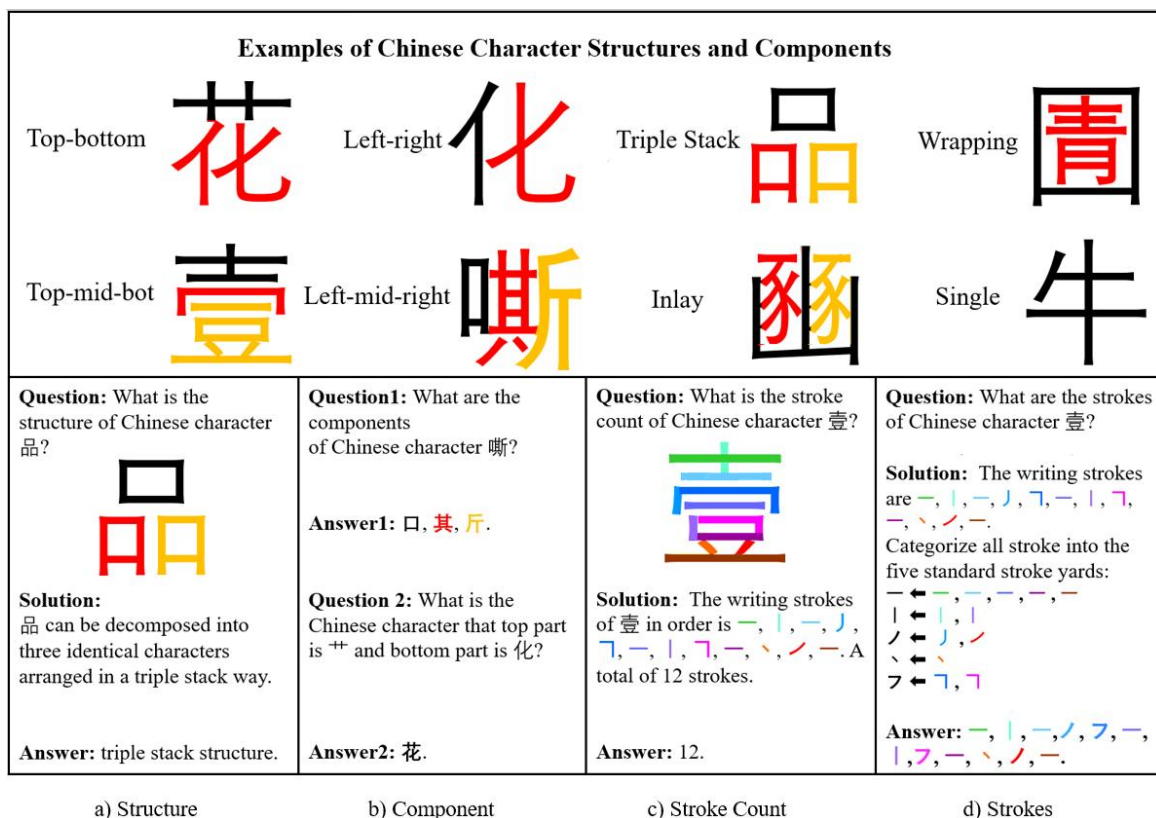 Examples of Chinese Character Structures and Components
Top-bottom 花 Left-right 化 Triple Stack 品 Wrapping 圊
Top-mid-bot 壹 Left-mid-right 嘶 Inlay 豳 Single 牛
Question: What is the
structure of Chinese character
品?
品
Solution:
品 can be decomposed into
three identical characters
arranged in a triple stack way.
Answer: triple stack structure.
Question1: What are the
components
of Chinese character 嘶?
Answer1: 口, 其, 斤.
Question 2: What is the
Chinese character that top part
is 艹 and bottom part is 化?
Answer2: 花.
Question: What is the stroke
count of Chinese character 壹?
壹
Solution: The writing strokes
of 壹 in order is 一, 丨, 一, 丿,
㇕, 一, 丨, ㇕, 一, 丶, 丿, 一. A
total of 12 strokes.
Answer: 12.
Question: What are the strokes
of Chinese character 壹?
Solution: The writing strokes
are 一, 丨, 一, 丿, ㇕, 一, 丨, ㇕,
一, 丶, 丿, 一.
Categorize all stroke into the
five standard stroke yards:
一 ⬅ 一, 一, 一, 一, 一
丨 ⬅ 丨, 丨
丿 ⬅ 丿, 丿
丶 ⬅ 丶
㇇ ⬅ ㇕, ㇕
Answer: 一, 丨, 一, 丿, ㇇, 一,
丨, ㇇, 一, 丶, 丿, 一.
a) Structure
b) Component
c) Stroke Count
d) Strokes